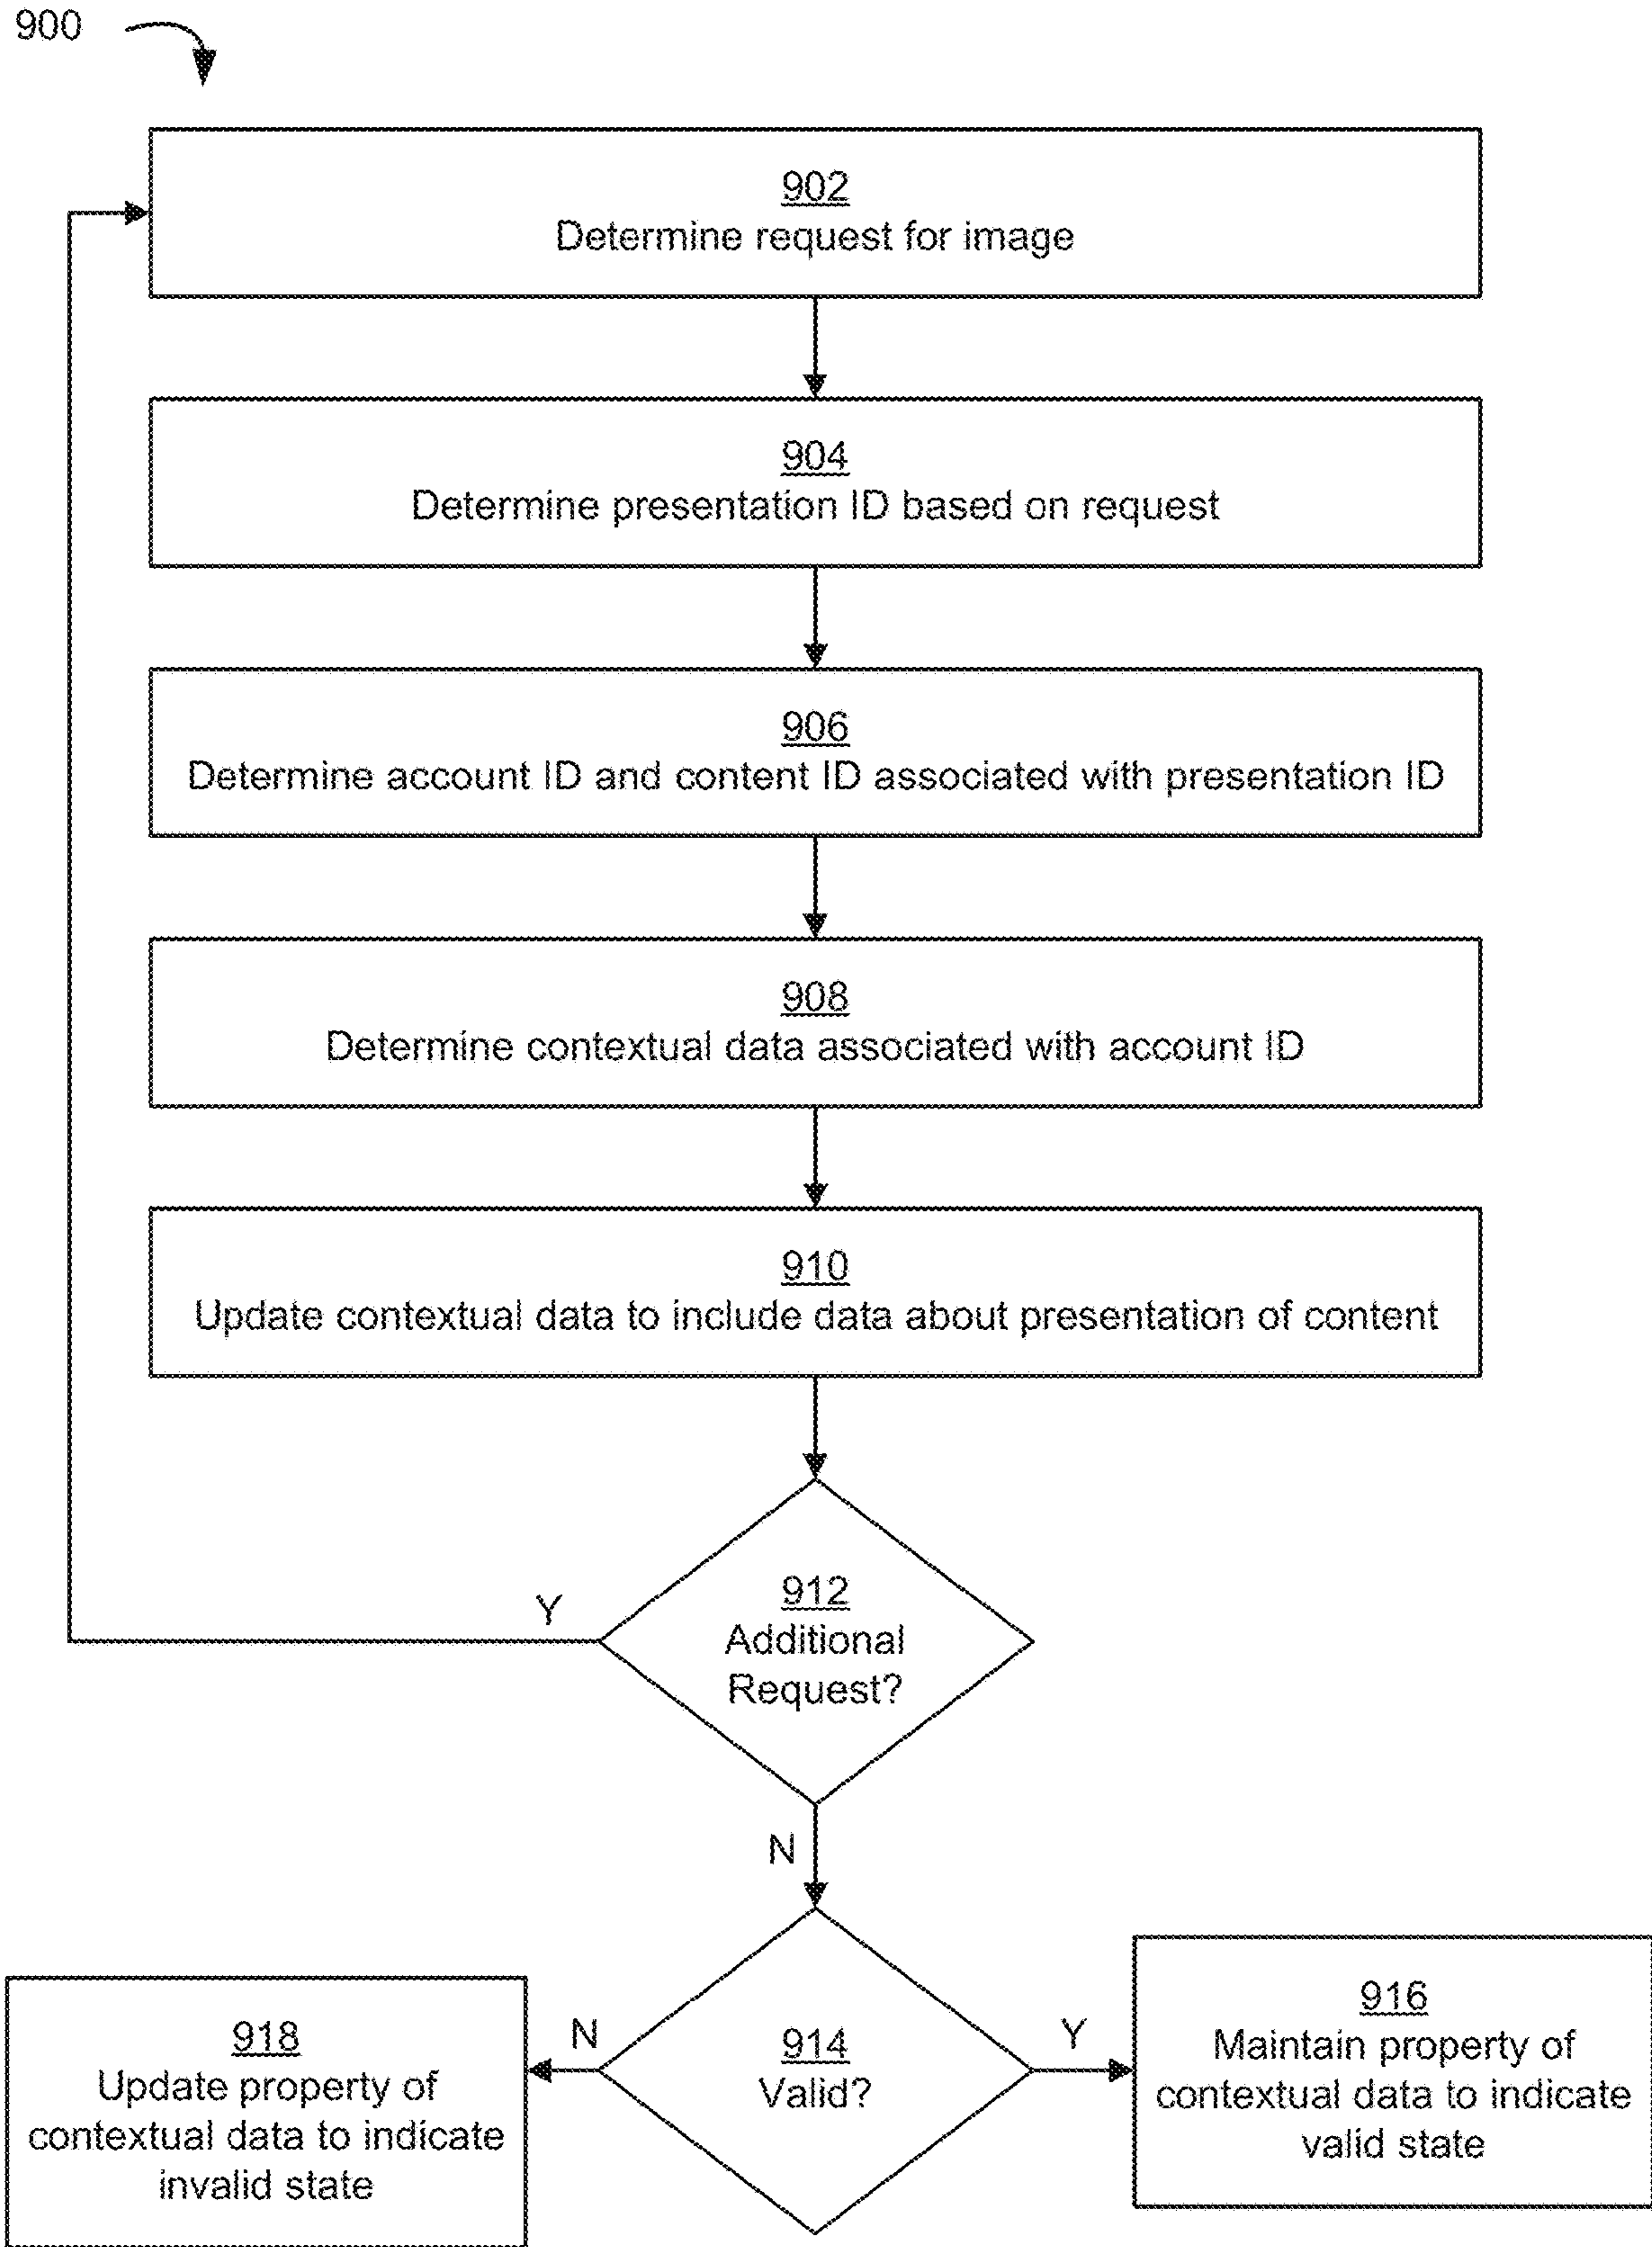 900
902
Determine request for image
904
Determine presentation ID based on request
906
Determine account ID and content ID associated with presentation ID
908
Determine contextual data associated with account ID
910
Update contextual data to include data about presentation of content
912
Additional
Request?
Y
N
914
Valid?
N
Y
916
Maintain property of
contextual data to indicate
valid state
918
Update property of
contextual data to indicate
invalid state